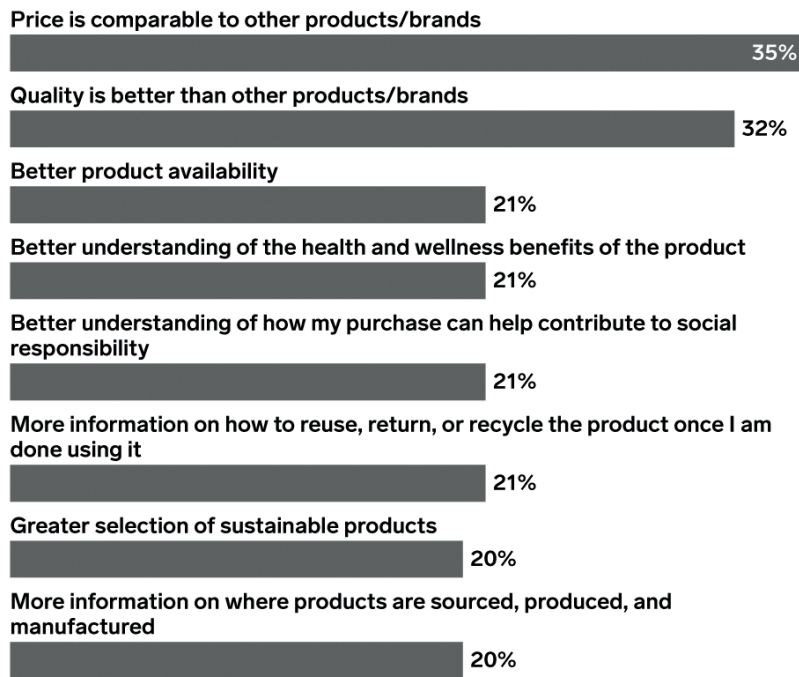 Price is comparable to other products/brands
35%
Quality is better than other products/brands
32%
Better product availability
21%
Better understanding of the health and wellness benefits of the product
21%
Better understanding of how my purchase can help contribute to social
responsibility
21%
More information on how to reuse, return, or recycle the product once I am
done using it
21%
Greater selection of sustainable products
20%
More information on where products are sourced, produced, and
manufactured
20%